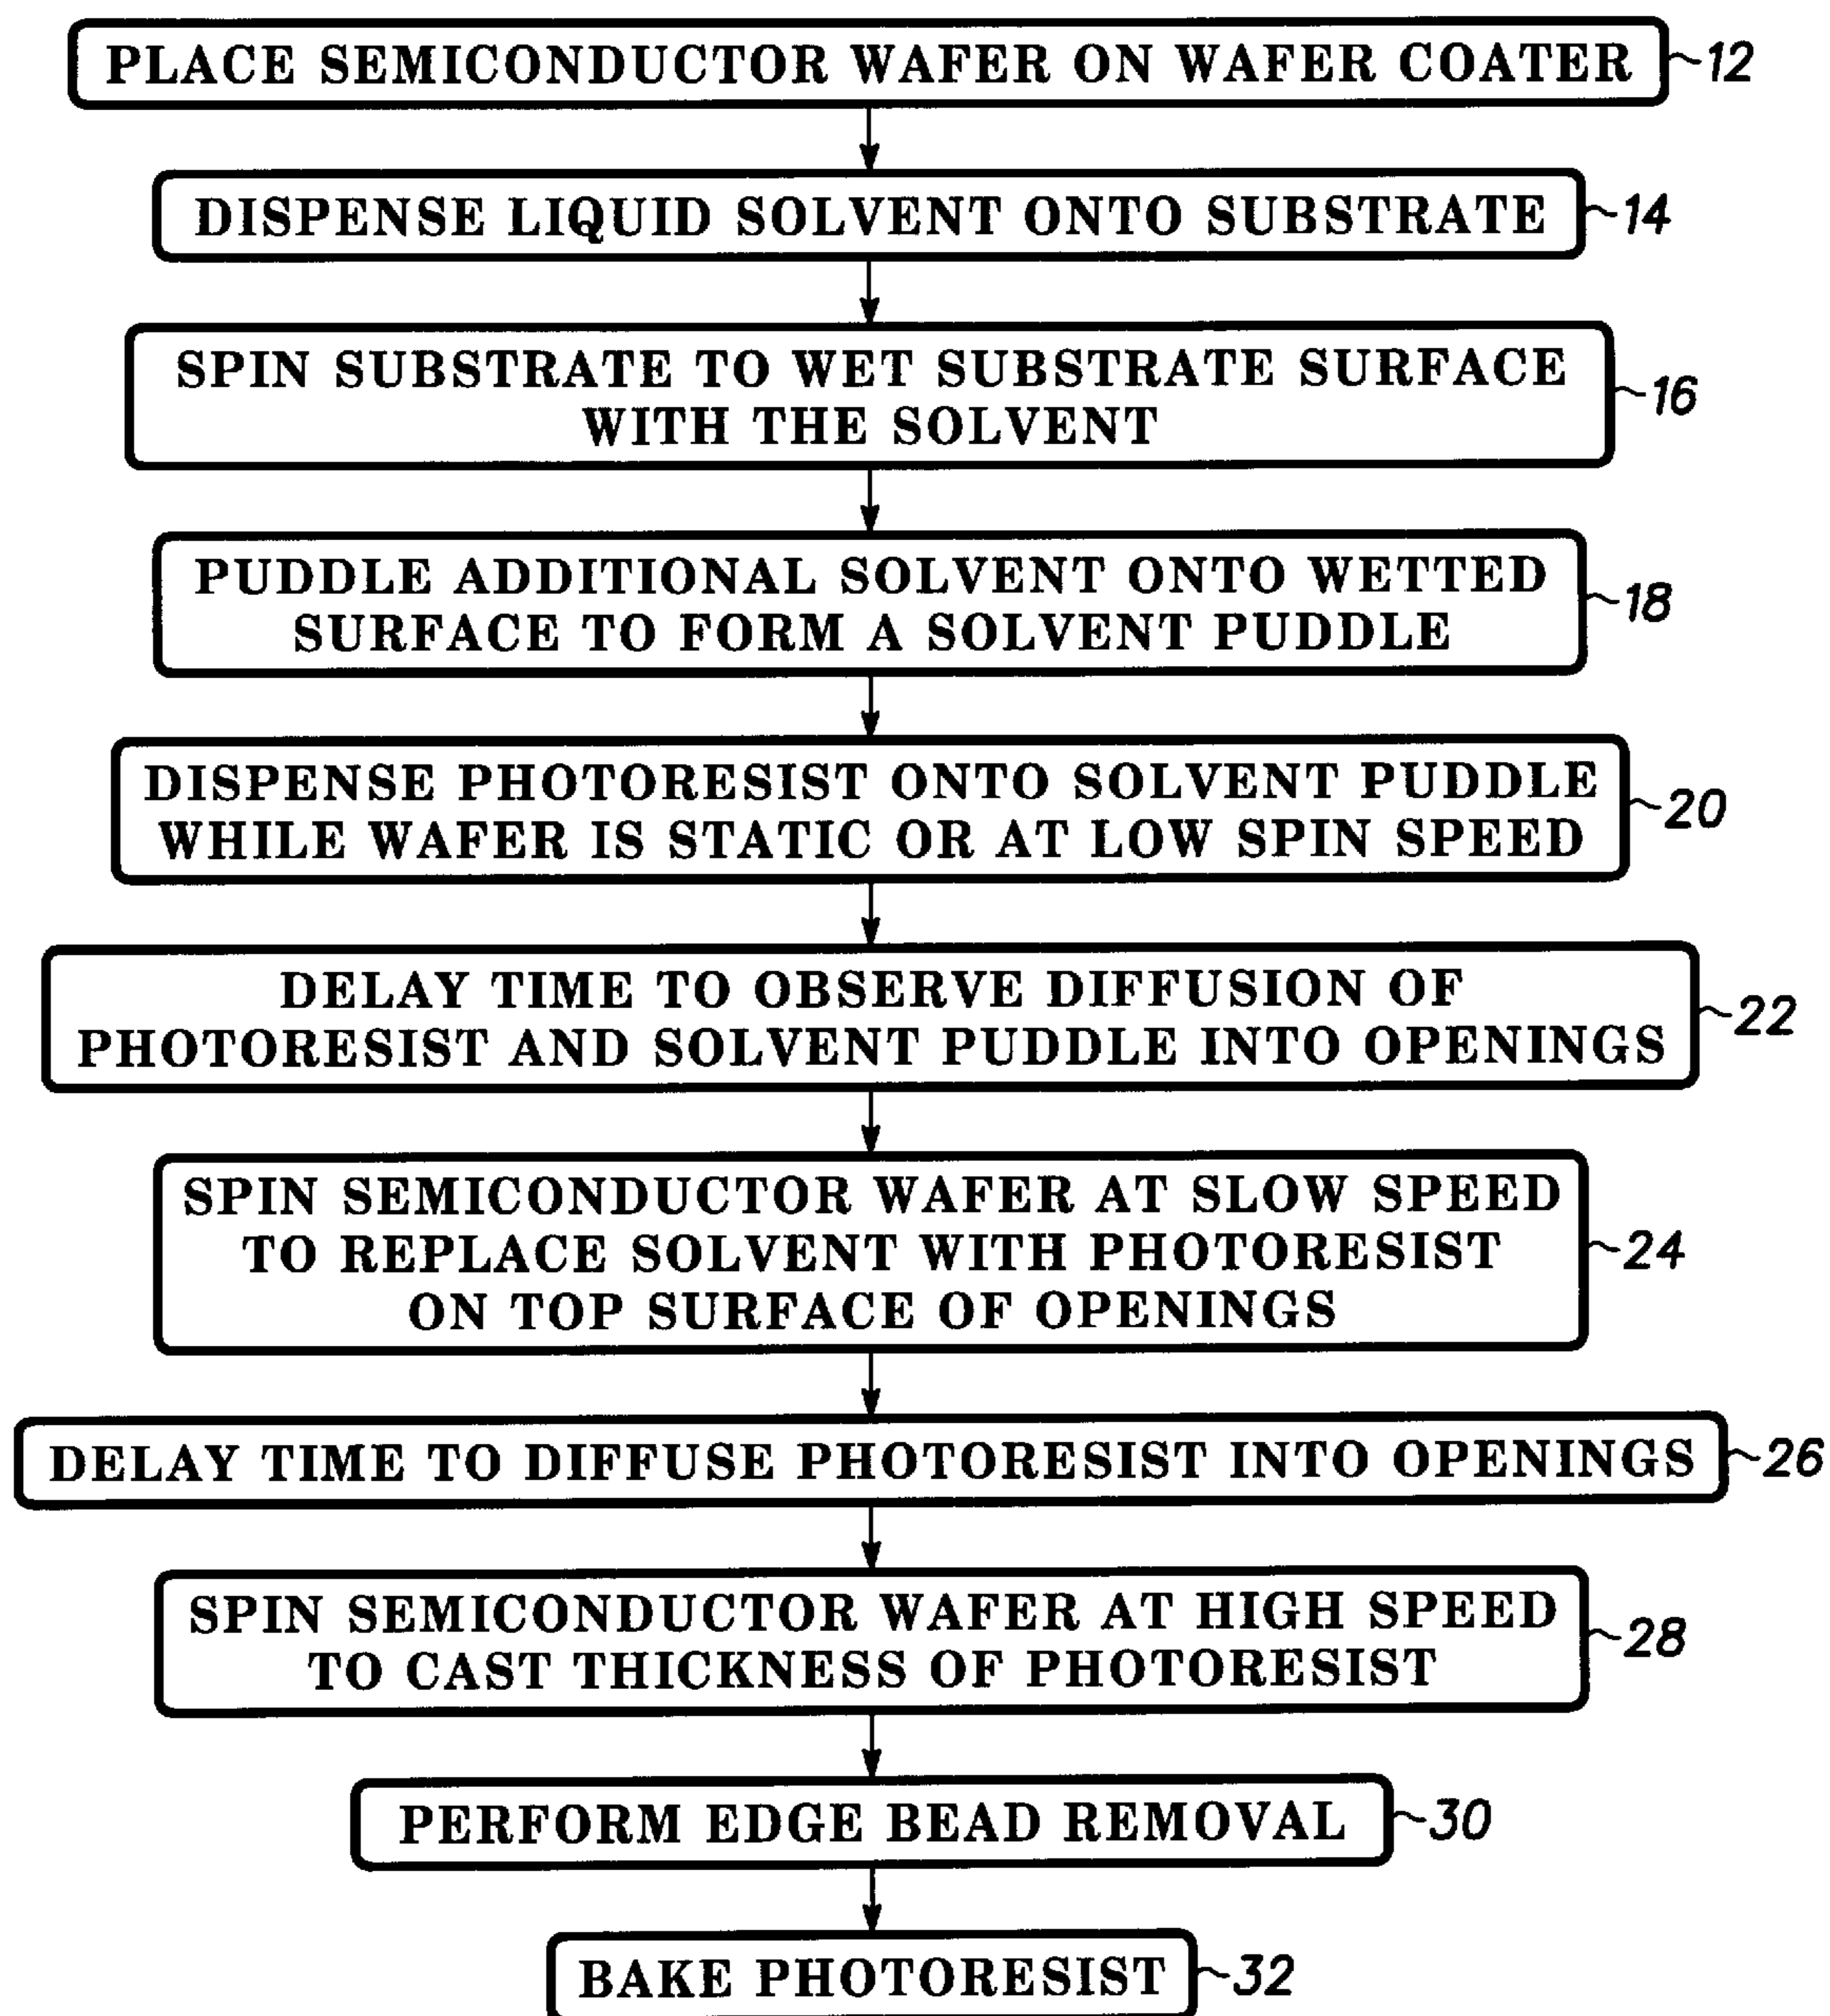 PLACE SEMICONDUCTOR WAFER ON WAFER COATER 12
DISPENSE LIQUID SOLVENT ONTO SUBSTRATE 14
SPIN SUBSTRATE TO WET SUBSTRATE SURFACE
WITH THE SOLVENT 16
PUDDLE ADDITIONAL SOLVENT ONTO WETTED
SURFACE TO FORM A SOLVENT PUDDLE 18
DISPENSE PHOTORESIST ONTO SOLVENT PUDDLE
WHILE WAFER IS STATIC OR AT LOW SPIN SPEED 20
DELAY TIME TO OBSERVE DIFFUSION OF
PHOTORESIST AND SOLVENT PUDDLE INTO OPENINGS 22
SPIN SEMICONDUCTOR WAFER AT SLOW SPEED
TO REPLACE SOLVENT WITH PHOTORESIST 24
ON TOP SURFACE OF OPENINGS
DELAY TIME TO DIFFUSE PHOTORESIST INTO OPENINGS 26
SPIN SEMICONDUCTOR WAFER AT HIGH SPEED
TO CAST THICKNESS OF PHOTORESIST 28
PERFORM EDGE BEAD REMOVAL 30
BAKE PHOTORESIST 32